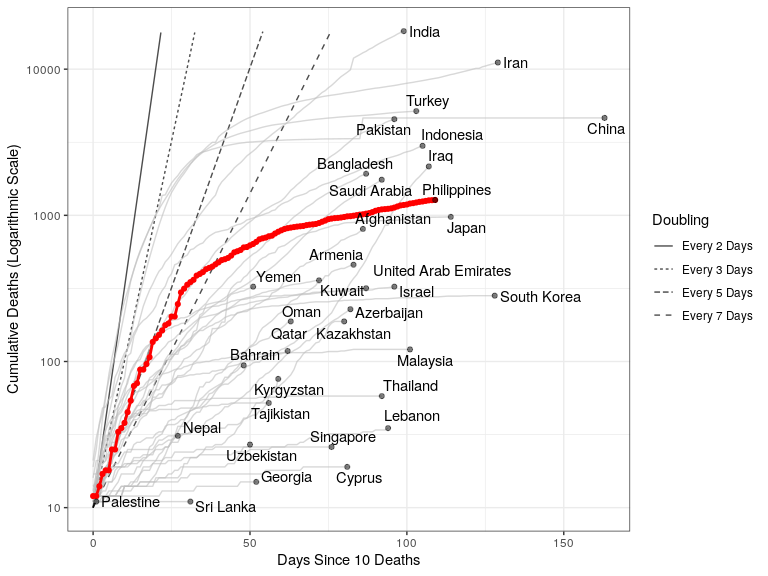 India
Iran
Turkey
Pakistan
China
Indonesia
Iraq
Bangladesh
Saudi Arabia
Philippines
Afghanistan
Japan
Armenia
Yemen
United Arab Emirates
Kuwait
Israel
South Korea
Oman
Azerbaijan
Qatar
Kazakhstan
Bahrain
Malaysia
Kyrgyzstan
Thailand
Tajikistan
Lebanon
Nepal
Singapore
Uzbekistan
Georgia
Cyprus
Palestine
Sri Lanka
10000
1000
100
10
0
50
100
150
Days Since 10 Deaths
Cumulative Deaths (Logarithmic Scale)
Doubling
Every 2 Days
Every 3 Days
Every 5 Days
Every 7 Days